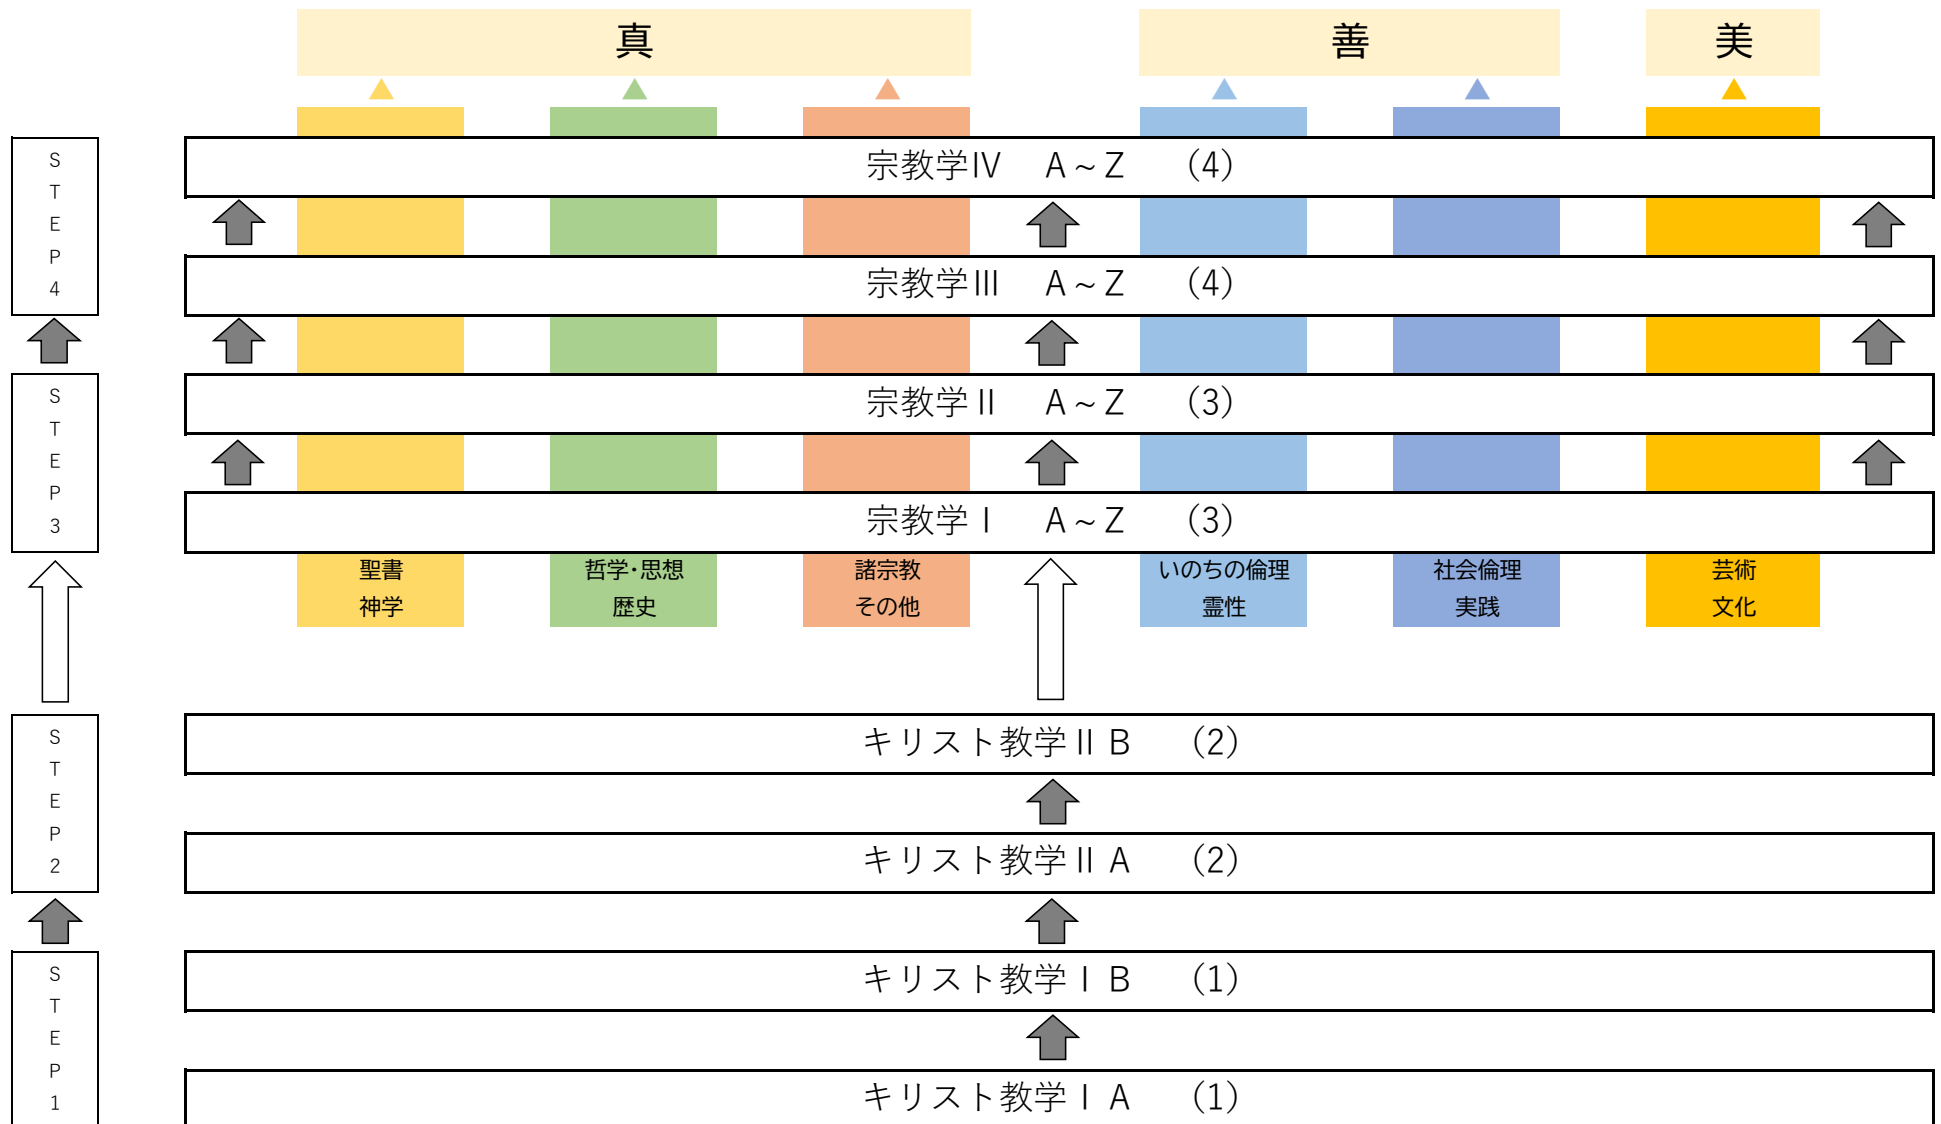 真 善 美
STEP4
宗教学Ⅳ A~Z (4)
宗教学Ⅲ A~Z (4)
STEP3
宗教学Ⅱ A~Z (3)
宗教学Ⅰ A~Z (3)
聖書
神学
哲学・思想
歴史
諸宗教
その他
いのちの倫理
霊性
社会倫理
実践
芸術
文化
STEP2
キリスト教学ⅡB (2)
キリスト教学ⅡA (2)
STEP1
キリスト教学ⅠB (1)
キリスト教学ⅠA (1)